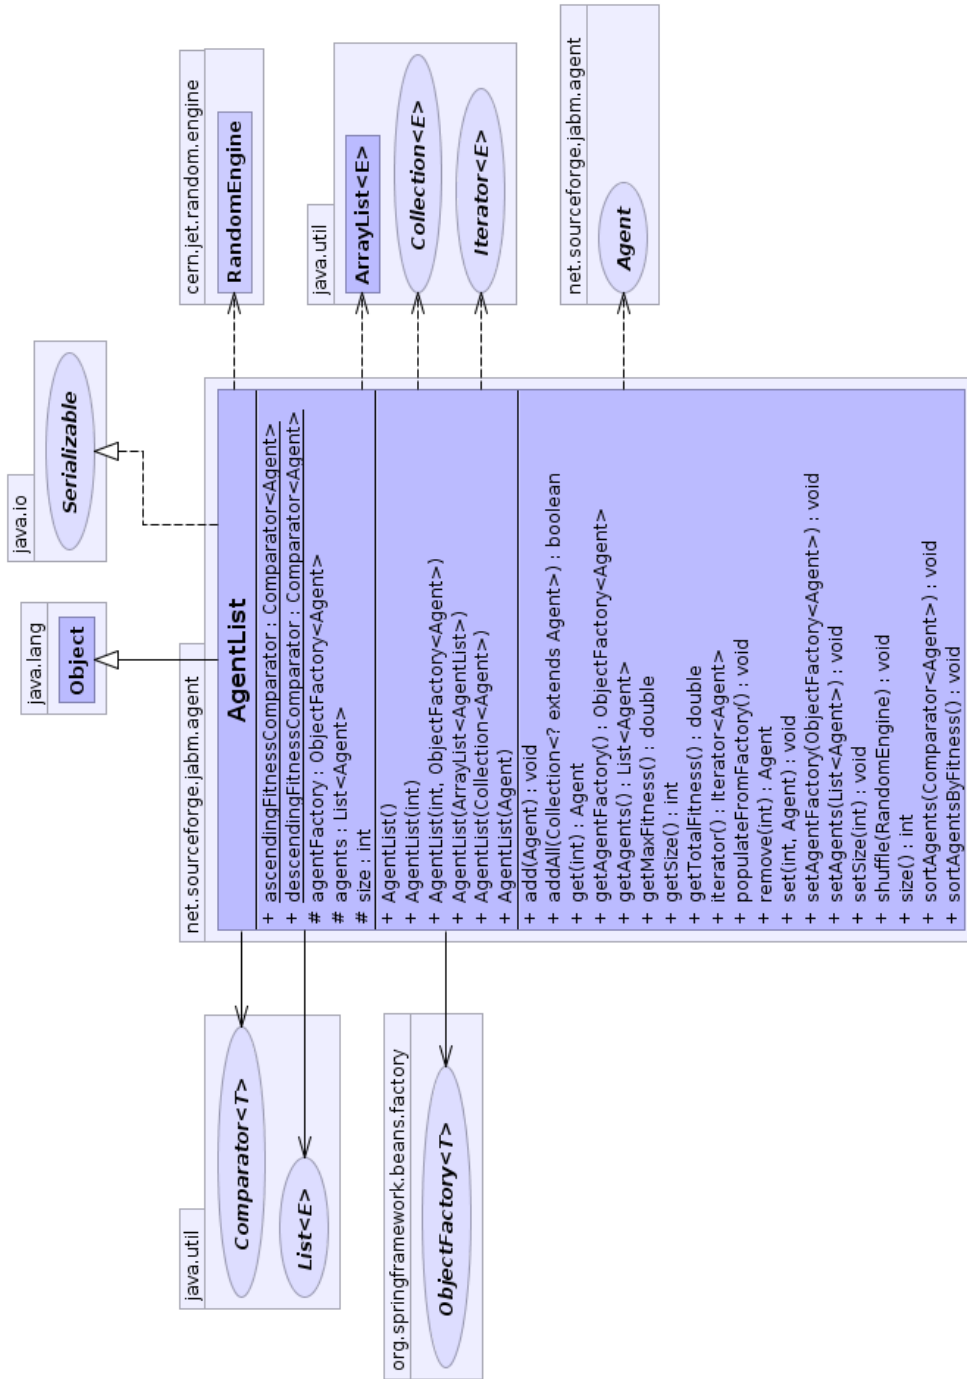 java.lang
Object
java.io
Serializable
cern.jet.random.engine
RandomEngine
java.util
ArrayList<E>
Collection<E>
Iterator<E>
net.sourceforge.jabm.agent
Agent
net.sourceforge.jabm.agent
AgentList
+ ascendingFitnessComparator : Comparator<Agent>
+ descendingFitnessComparator : Comparator<Agent>
# agentFactory : ObjectFactory<Agent>
# agents : List<Agent>
# size : int
+ AgentList()
+ AgentList(int)
+ AgentList(int, ObjectFactory<Agent>)
+ AgentList(ArrayList<AgentList>)
+ AgentList(Collection<Agent>)
+ AgentList(Agent)
+ add(Agent) : void
+ addAll(Collection<? extends Agent>) : boolean
+ get(int) : Agent
+ getAgentFactory() : ObjectFactory<Agent>
+ getAgents() : List<Agent>
+ getMaxFitness() : double
+ getSize() : int
+ getTotalFitness() : double
+ iterator() : Iterator<Agent>
+ populateFromFactory() : void
+ remove(int) : Agent
+ set(int, Agent) : void
+ setAgentFactory(ObjectFactory<Agent>) : void
+ setAgents(List<Agent>) : void
+ setSize(int) : void
+ shuffle(RandomEngine) : void
+ size() : int
+ sortAgents(Comparator<Agent>) : void
+ sortAgentsByFitness() : void
java.util
Comparator<T>
List<E>
org.springframework.beans.factory
ObjectFactory<T>